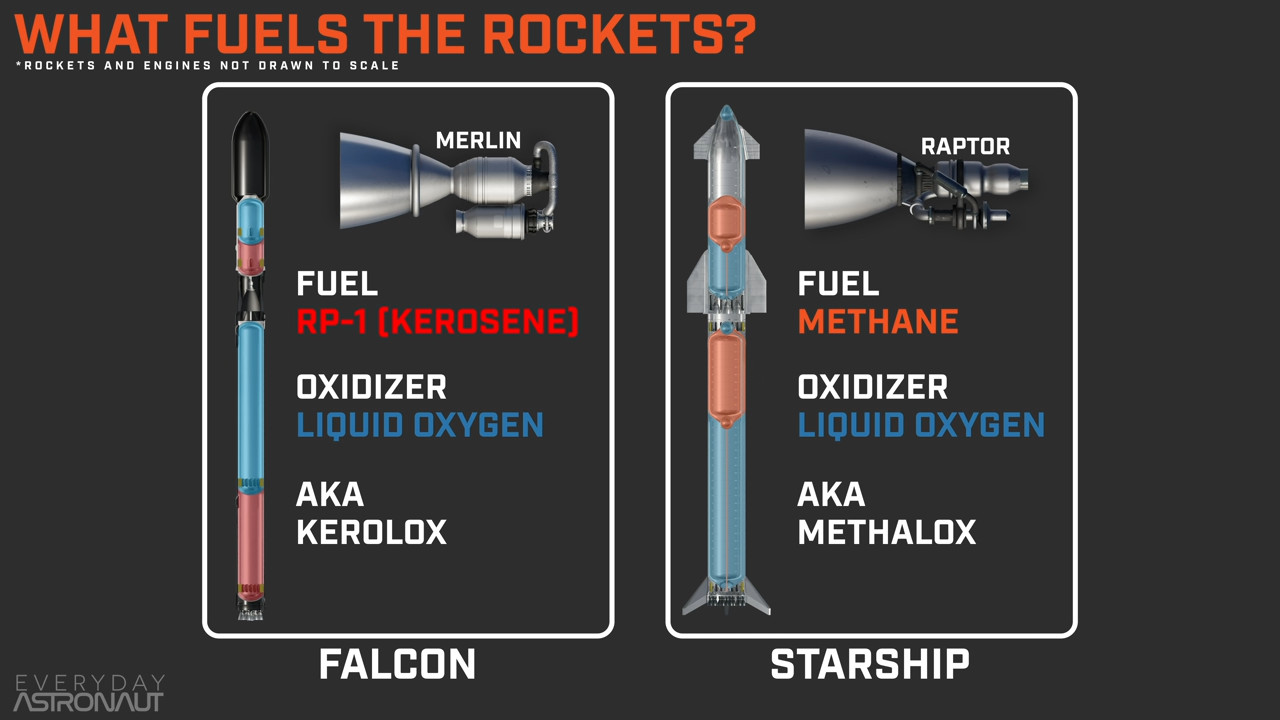 WHAT FUELS THE ROCKETS?
*ROCKETS AND ENGINES NOT DRAWN TO SCALE
MERLIN
FUEL
RP-1 (KEROSENE)
OXIDIZER
LIQUID OXYGEN
AKA
KEROLOX
FALCON
RAPTOR
FUEL
METHANE
OXIDIZER
LIQUID OXYGEN
AKA
METHALOX
STARSHIP
EVERYDAY
ASTRONAUT